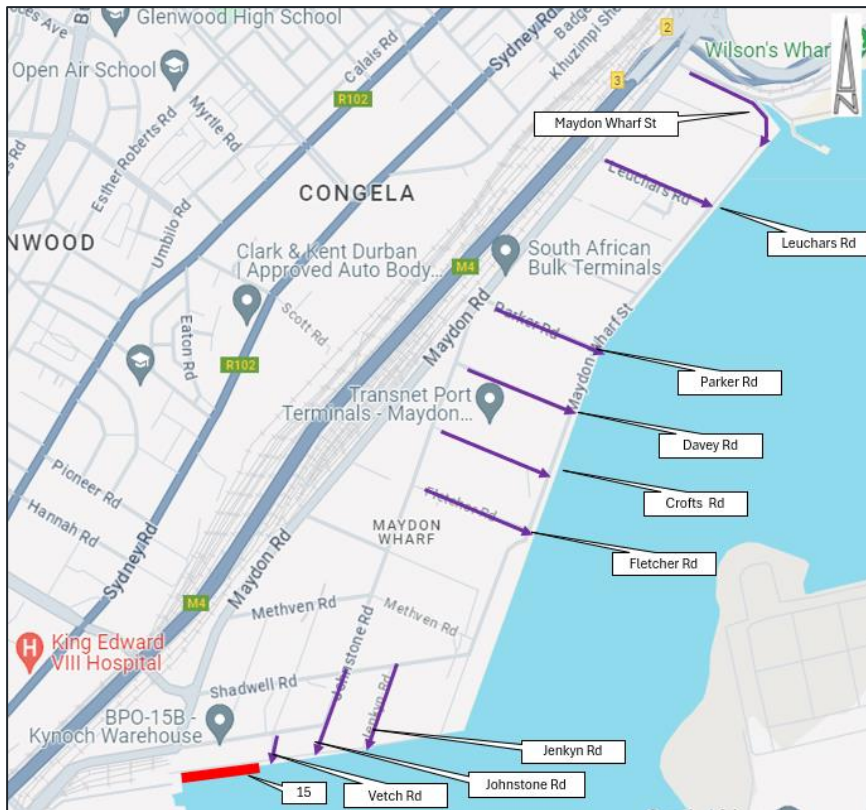 Glenwood High School
Sydney Rd
Badge
Khuzimpi She
2
3
Wilson's Wharf
N
Open Air School
Calais Rd
R102
Myrtle Rd
Esther Roberts Rd
Maydon Wharf St
CONGELA
Leuchars Rd
Leuchars Rd
NWOOD
Umbilo Rd
Clark & Kent Durban
| Approved Auto Body...
M4
South African
Bulk Terminals
Scott Rd
Maydon Rd
Parker Rd
Maydon Wharf St
Eaton Rd
R102
Parker Rd
Transnet Port
Terminals - Maydon...
Davey Rd
Pioneer Rd
Crofts Rd
Hannah Rd
Fletcher Rd
MAYDON
WHARF
Fletcher Rd
Sydney Rd
Maydon Rd
M4
Methven Rd
Methven Rd
H
King Edward
VIII Hospital
Shadwell Rd
Johnstone Rd
Jenkyn Rd
BPO-15B -
Kynoch Warehouse
Jenkyn Rd
Johnstone Rd
15
Vetch Rd